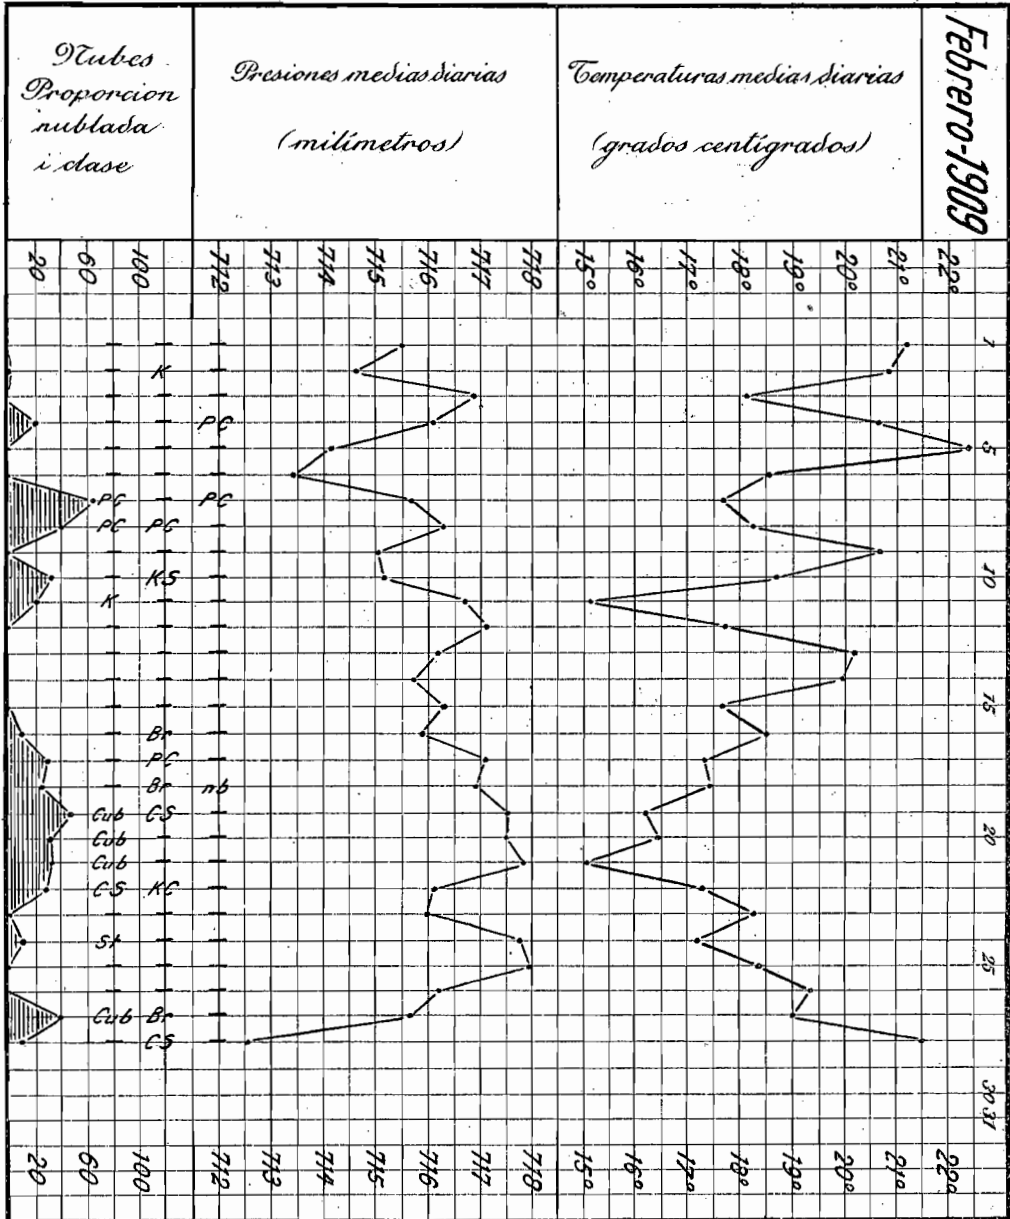 Febrero-1909
Nubes
Proporcion
nublada
i clase
Presiones medias diarias
(milímetros)
Temperaturas medias diarias
(grados centígrados)
20 60 100 712 713 714 715 716 717 718 15° 16° 17° 18° 19° 20° 21° 22°
1
K
PC
5
PC PC
PC PC
KS 10
K
15
Br
PC
Br nb
Cub CS
Cub 20
Cub
CS KC
St
25
Cub Br
CS
30 31
20 60 100 712 713 714 715 716 717 718 15° 16° 17° 18° 19° 20° 21° 22°